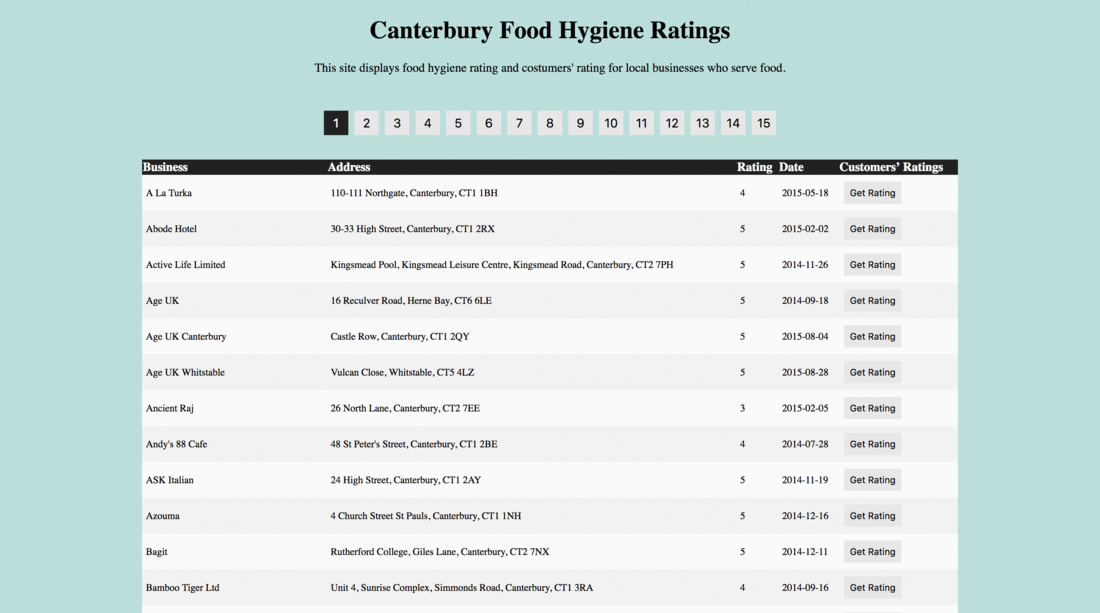 Canterbury Food Hygiene Ratings
This site displays food hygiene rating and costumers' rating for local businesses who serve food.
1 2 3 4 5 6 7 8 9 10 11 12 13 14 15
Business Address Rating Date Customers’ Ratings
A La Turka 110-111 Northgate, Canterbury, CT1 1BH 4 2015-05-18 Get Rating
Abode Hotel 30-33 High Street, Canterbury, CT1 2RX 5 2015-02-02 Get Rating
Active Life Limited Kingsmead Pool, Kingsmead Leisure Centre, Kingsmead Road, Canterbury, CT2 7PH 5 2014-11-26 Get Rating
Age UK 16 Reculver Road, Herne Bay, CT6 6LE 5 2014-09-18 Get Rating
Age UK Canterbury Castle Row, Canterbury, CT1 2QY 5 2015-08-04 Get Rating
Age UK Whitstable Vulcan Close, Whitstable, CT5 4LZ 5 2015-08-28 Get Rating
Ancient Raj 26 North Lane, Canterbury, CT2 7EE 3 2015-02-05 Get Rating
Andy's 88 Cafe 48 St Peter's Street, Canterbury, CT1 2BE 4 2014-07-28 Get Rating
ASK Italian 24 High Street, Canterbury, CT1 2AY 5 2014-11-19 Get Rating
Azouma 4 Church Street St Pauls, Canterbury, CT1 1NH 5 2014-12-16 Get Rating
Bagit Rutherford College, Giles Lane, Canterbury, CT2 7NX 5 2014-12-11 Get Rating
Bamboo Tiger Ltd Unit 4, Sunrise Complex, Simmonds Road, Canterbury, CT1 3RA 4 2014-09-16 Get Rating